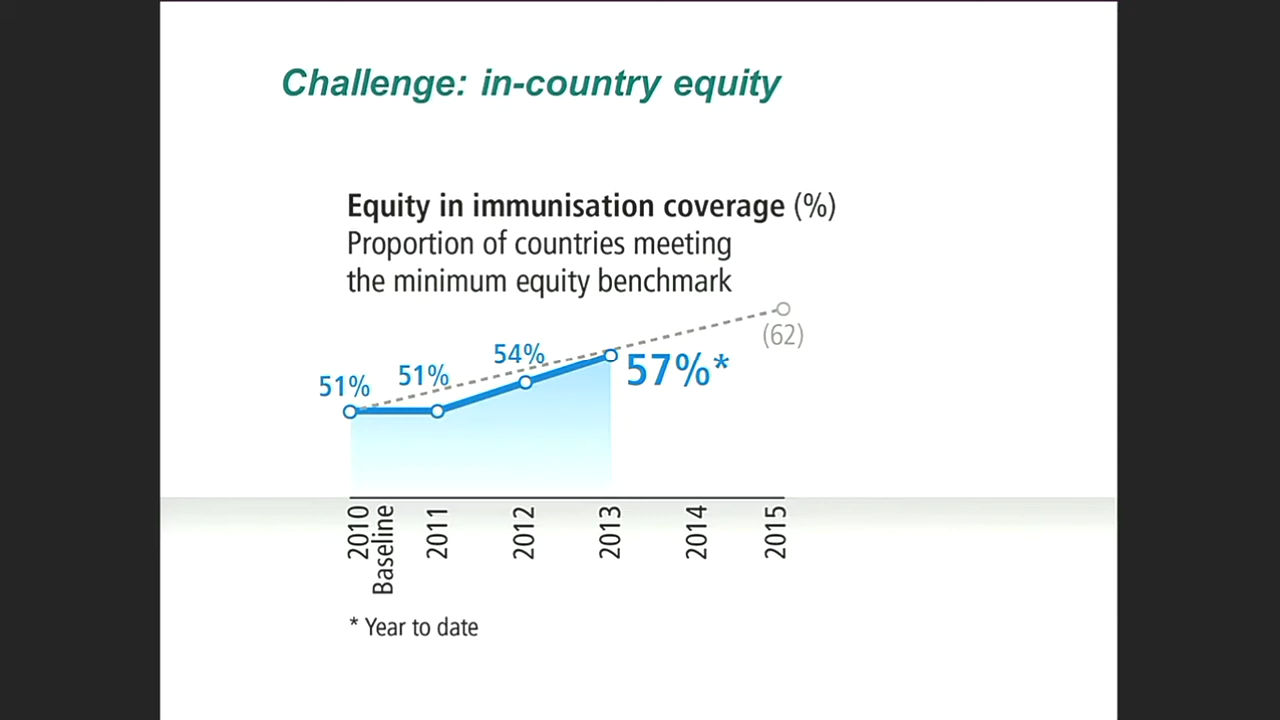 Challenge: in-country equity
Equity in immunisation coverage (%)
Proportion of countries meeting
the minimum equity benchmark
(62)
54%
51%
51%
57%*
2010
Baseline
2011
2012
2013
2014
2015
* Year to date